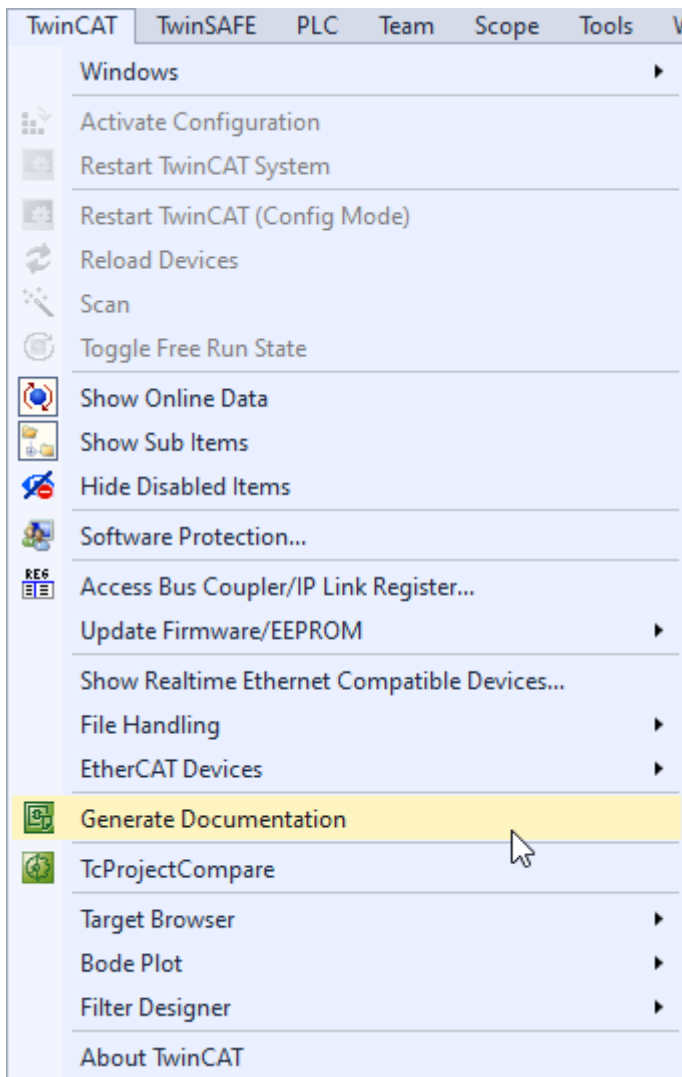 TwinCAT TwinSAFE PLC Team Scope Tools
Windows
Activate Configuration
Restart TwinCAT System
Restart TwinCAT (Config Mode)
Reload Devices
Scan
Toggle Free Run State
Show Online Data
Show Sub Items
Hide Disabled Items
Software Protection...
REG
Access Bus Coupler/IP Link Register...
Update Firmware/EEPROM
Show Realtime Ethernet Compatible Devices...
File Handling
EtherCAT Devices
Generate Documentation
TcProjectCompare
Target Browser
Bode Plot
Filter Designer
About TwinCAT